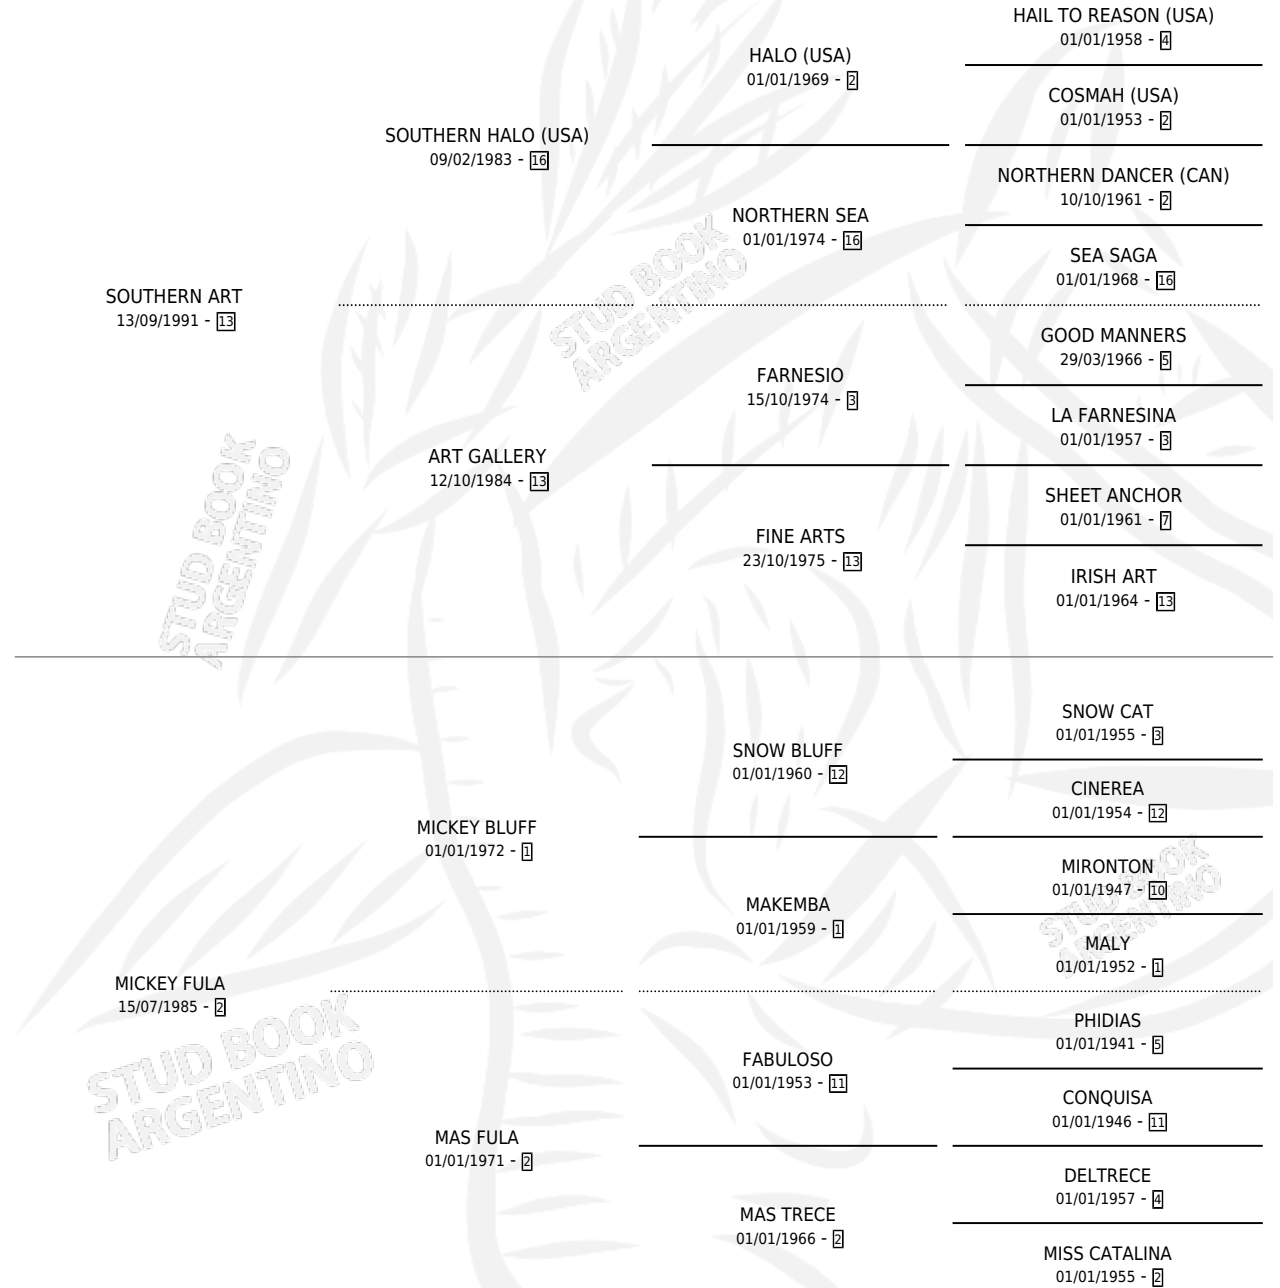 HAIL TO REASON (USA)
01/01/1958 - 4
HALO (USA)
01/01/1969 - 2
COSMAH (USA)
01/01/1953 - 2
SOUTHERN HALO (USA)
09/02/1983 - 16
NORTHERN DANCER (CAN)
10/10/1961 - 2
NORTHERN SEA
01/01/1974 - 16
SEA SAGA
01/01/1968 - 16
SOUTHERN ART
13/09/1991 - 13
STUD BOOK
ARGENTINO
GOOD MANNERS
29/03/1966 - 5
FARNESIO
15/10/1974 - 3
LA FARNESINA
01/01/1957 - 3
ART GALLERY
12/10/1984 - 13
SHEET ANCHOR
01/01/1961 - 7
FINE ARTS
23/10/1975 - 13
IRISH ART
01/01/1964 - 13
STUD BOOK
ARGENTINO
SNOW CAT
01/01/1955 - 3
SNOW BLUFF
01/01/1960 - 12
CINEREA
01/01/1954 - 12
MICKEY BLUFF
01/01/1972 - 1
MIRONTON
01/01/1947 - 10
MAKEMBA
01/01/1959 - 1
STUD BOOK
ARGENTINO
MALY
01/01/1952 - 1
MICKEY FULA
15/07/1985 - 2
PHIDIAS
01/01/1941 - 5
FABULOSO
01/01/1953 - 11
STUD BOOK
ARGENTINO
CONQUISA
01/01/1946 - 11
MAS FULA
01/01/1971 - 2
DELTRECE
01/01/1957 - 4
MAS TRECE
01/01/1966 - 2
MISS CATALINA
01/01/1955 - 2